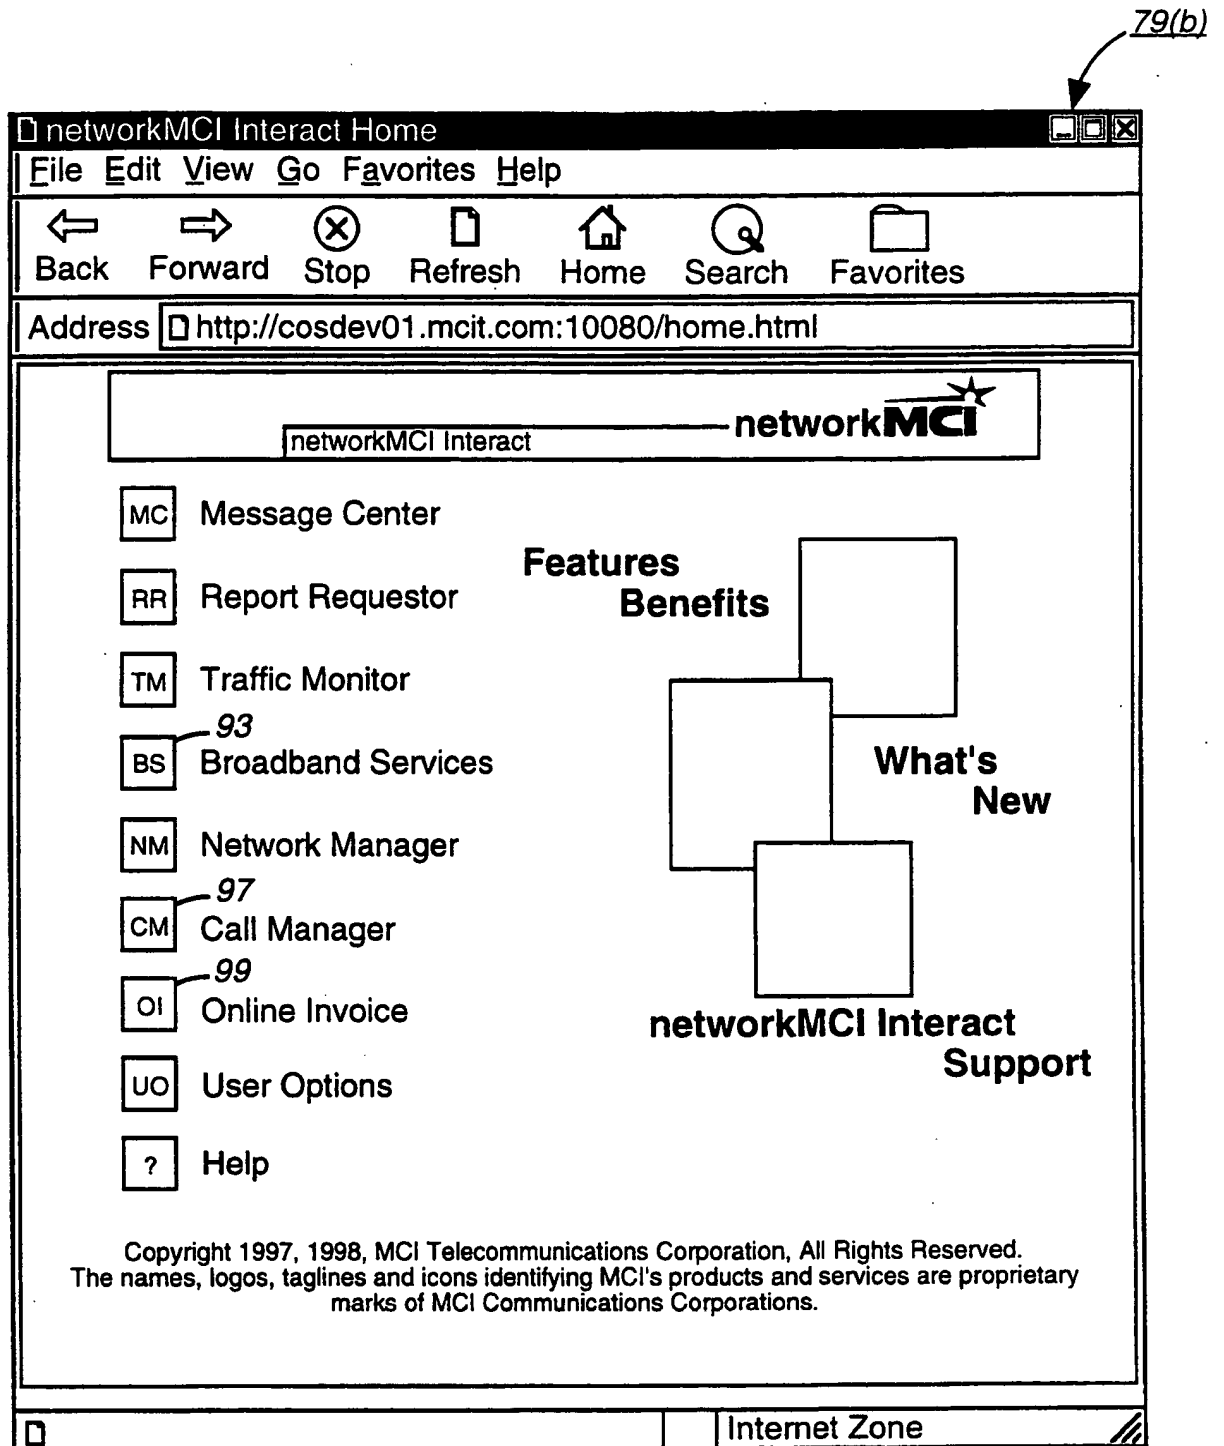 79(b)
networkMCI Interact Home
File Edit View Go Favorites Help
Back Forward Stop Refresh Home Search Favorites
Address http://cosdev01.mcit.com:10080/home.html
networkMCI
networkMCI Interact
MC Message Center
RR Report Requestor
TM Traffic Monitor
93
BS Broadband Services
NM Network Manager
97
CM Call Manager
99
OI Online Invoice
UO User Options
? Help
Features
Benefits
What's
New
networkMCI Interact
Support
Copyright 1997, 1998, MCI Telecommunications Corporation, All Rights Reserved.
The names, logos, taglines and icons identifying MCI's products and services are proprietary
marks of MCI Communications Corporations.
Internet Zone